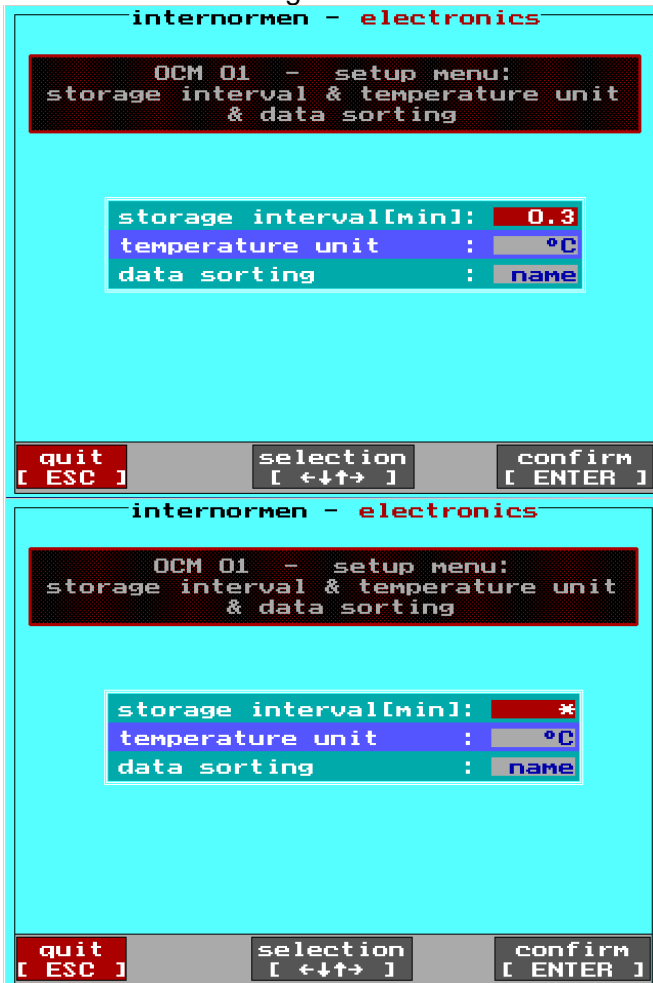 internormen - electronics
OCM 01 - setup menu:
storage interval & temperature unit
& data sorting
storage interval[min]: 0.3
temperature unit : °C
data sorting : name
quit selection confirm
[ ESC ] [ ←↓↑→ ] [ ENTER ]
internormen - electronics
OCM 01 - setup menu:
storage interval & temperature unit
& data sorting
storage interval[min]: *
temperature unit : °C
data sorting : name
quit selection confirm
[ ESC ] [ ←↓↑→ ] [ ENTER ]